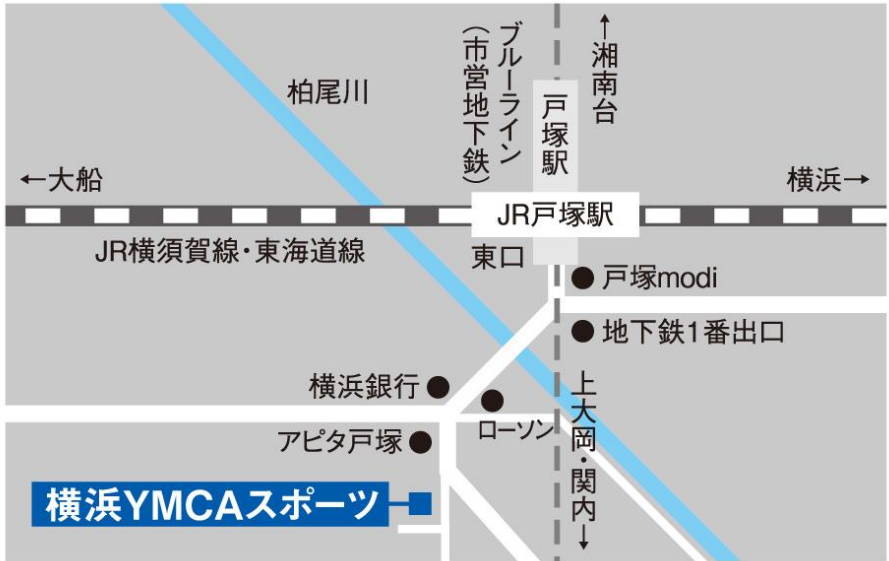 ブルーライン
（市営地下鉄）
↑湘南台
柏尾川
戸塚駅
←大船
横浜→
JR戸塚駅
JR横須賀線・東海道線
東口
戸塚modi
地下鉄1番出口
横浜銀行
ローソン
上大岡・関内→
アピタ戸塚
横浜YMCAスポーツ